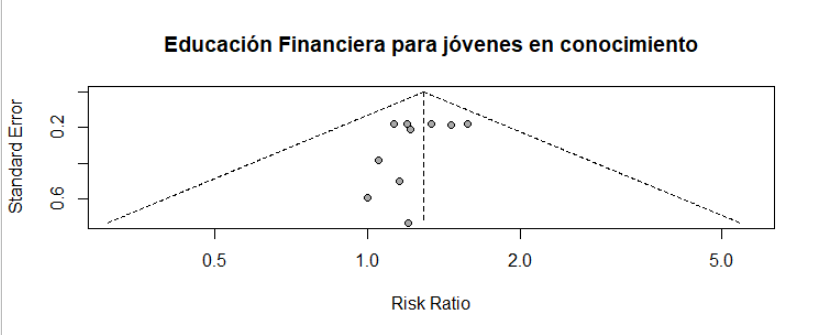 Educación Financiera para jóvenes en conocimiento
Standard Error
0.2
0.6
0.5
1.0
2.0
5.0
Risk Ratio